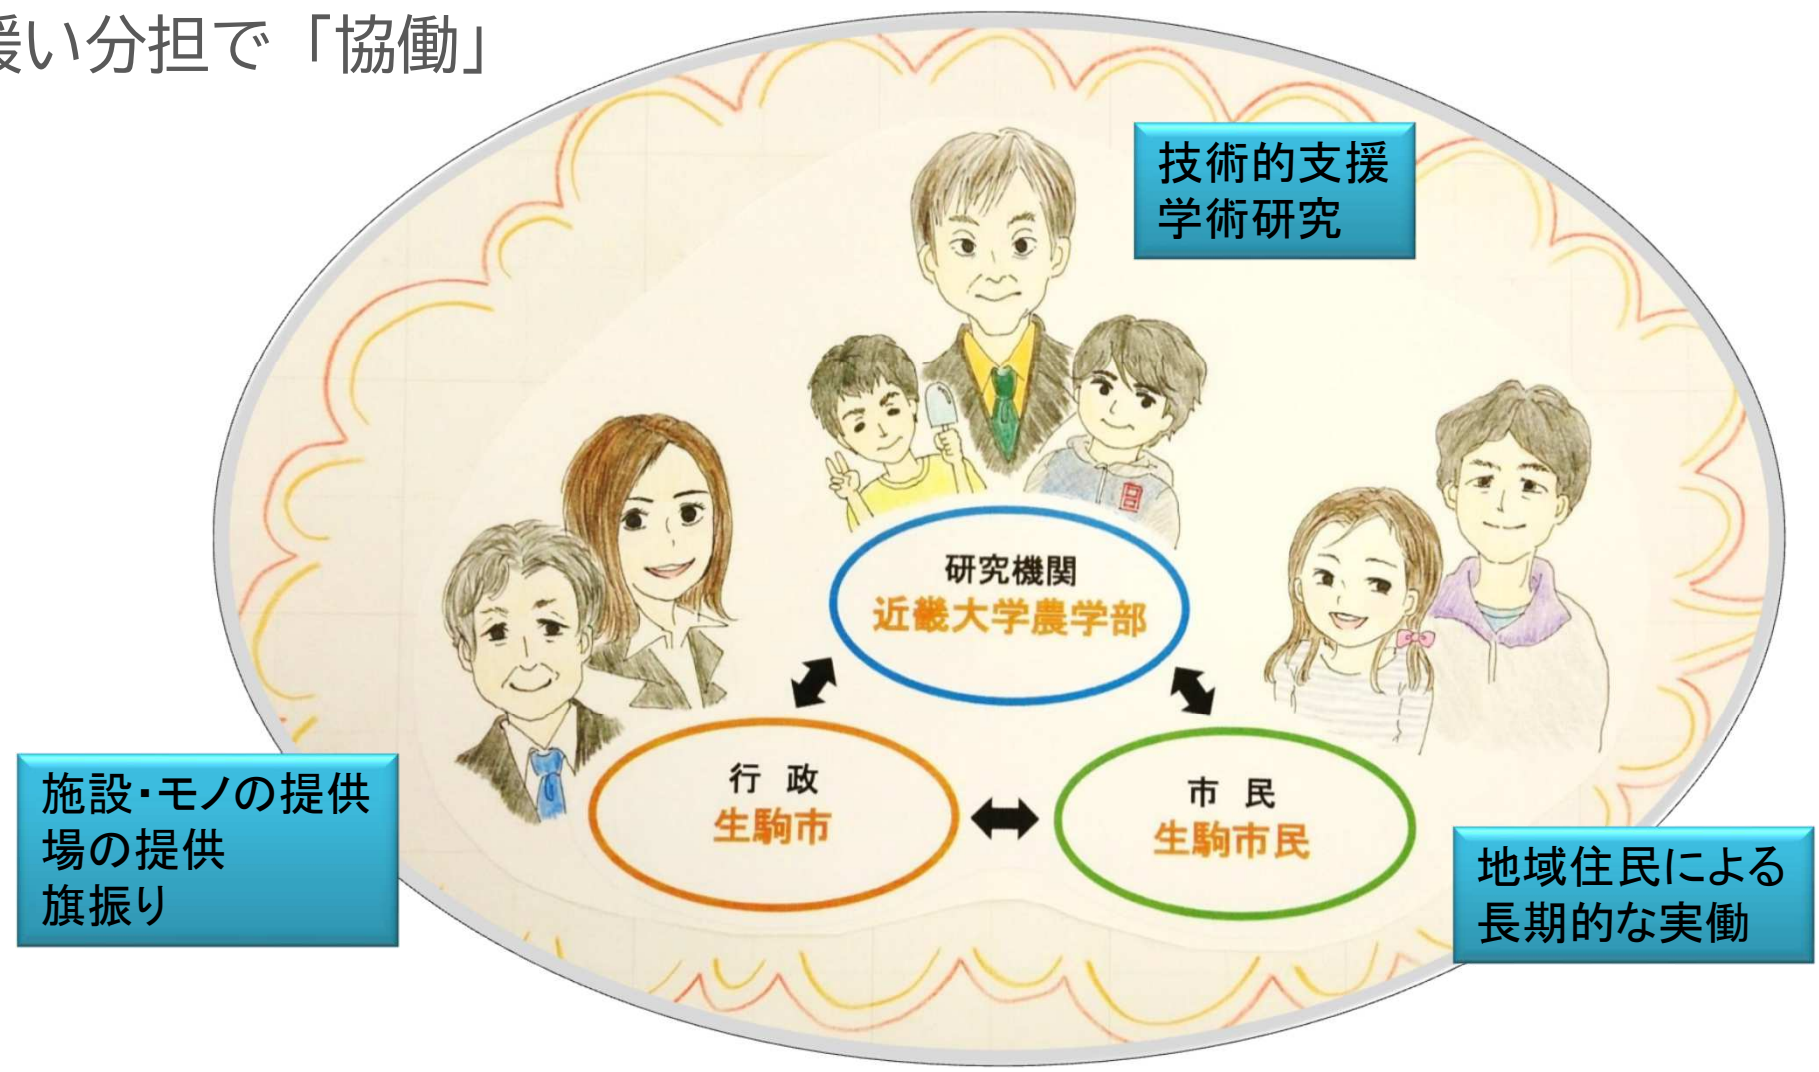 い分担で「協働」
技術的支援
学術研究
研究機関
近畿大学農学部
行 政
生駒市
市 民
生駒市民
施設・モノの提供
場の提供
旗振り
地域住民による
長期的な実働